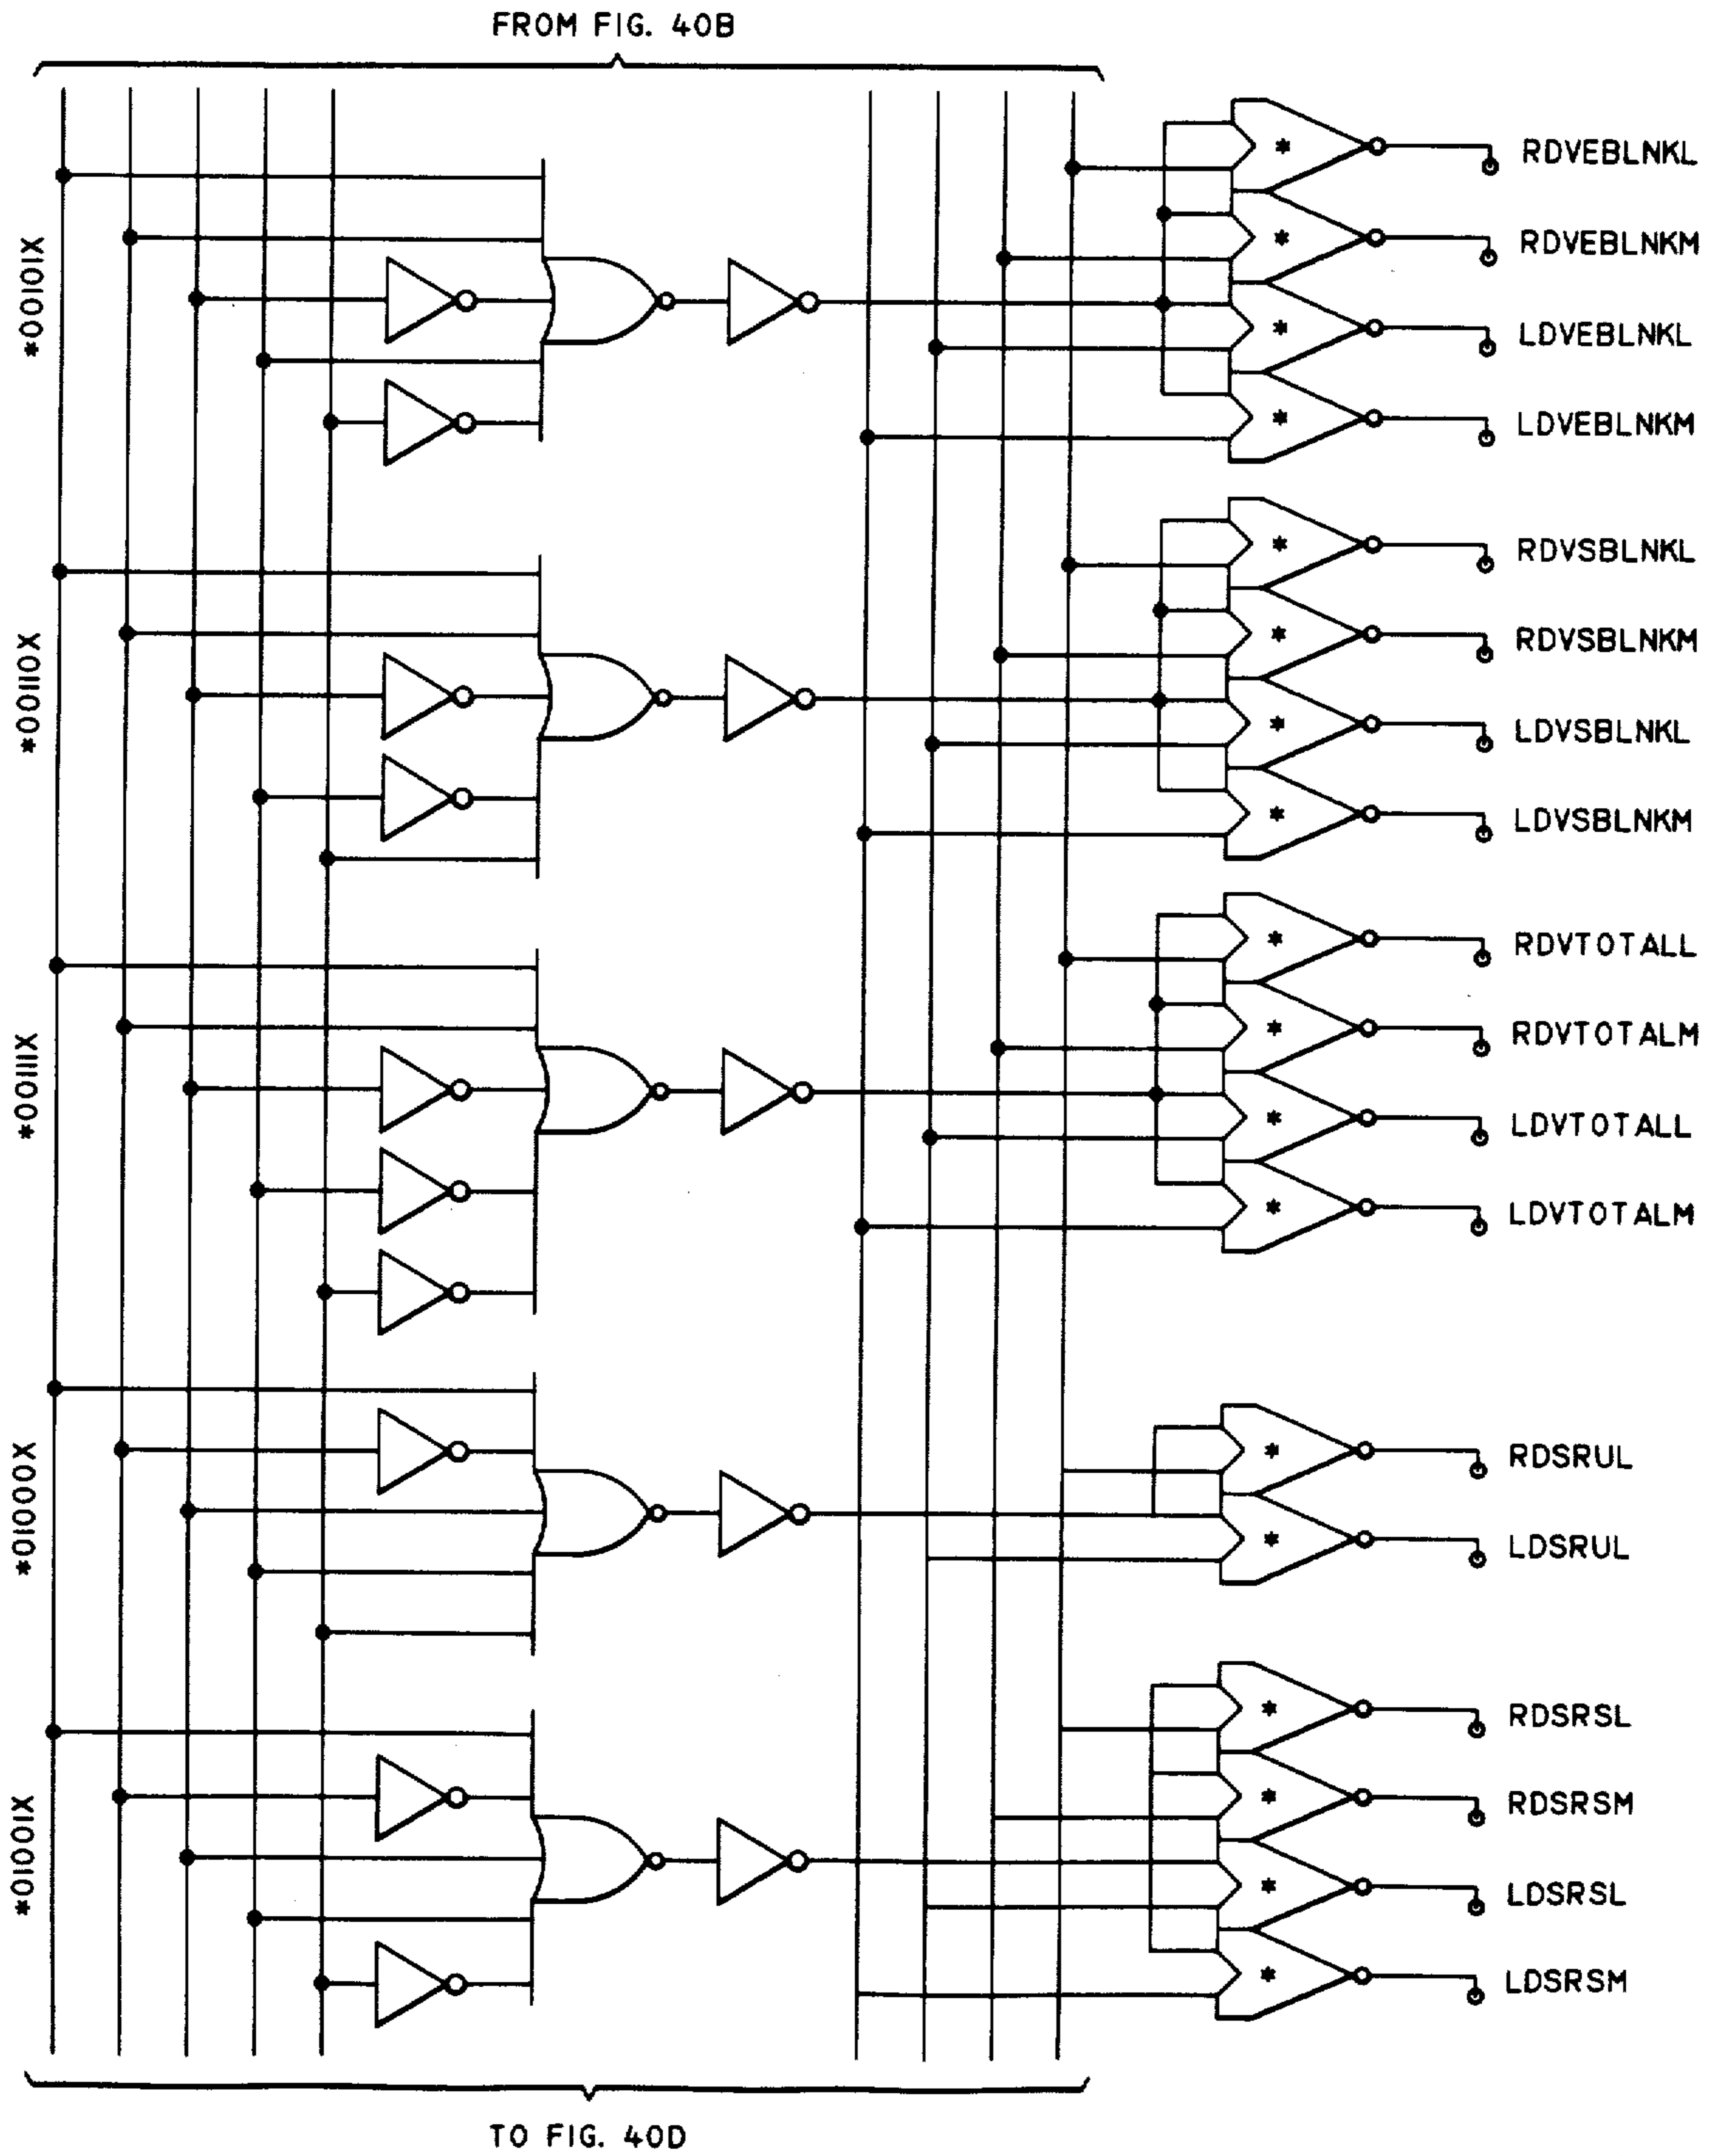 FROM FIG. 40B
*00101X
RDVEBLNKL
RDVEBLNKM
LDVEBLNKL
LDVEBLNKM
*00110X
RDVSBLNKL
RDVSBLNKM
LDVSBLNKL
LDVSBLNKM
*00111X
RDVTOTALL
RDVTOTALM
LDVTOTALL
LDVTOTALM
*01000X
RDSRUL
LDSRUL
*01001X
RDSRSL
RDSRSM
LDSRSL
LDSRSM
* * * *
* * * *
* * * *
* *
* * * *
TO FIG. 40D